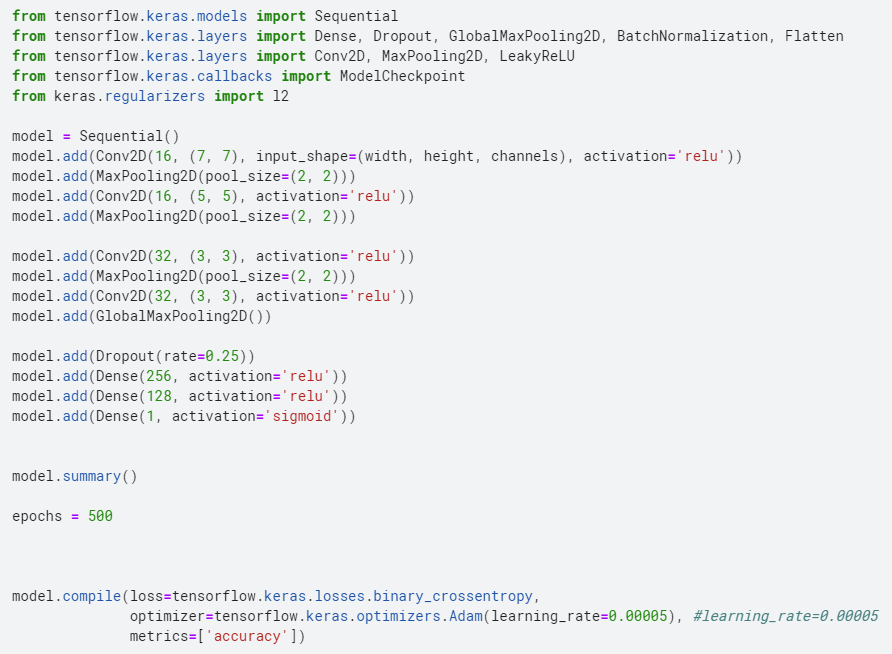 from tensorflow.keras.models import Sequential
from tensorflow.keras.layers import Dense, Dropout, GlobalMaxPooling2D, BatchNormalization, Flatten
from tensorflow.keras.layers import Conv2D, MaxPooling2D, LeakyReLU
from tensorflow.keras.callbacks import ModelCheckpoint
from keras.regularizers import l2

model = Sequential()
model.add(Conv2D(16, (7, 7), input_shape=(width, height, channels), activation='relu'))
model.add(MaxPooling2D(pool_size=(2, 2)))
model.add(Conv2D(16, (5, 5), activation='relu'))
model.add(MaxPooling2D(pool_size=(2, 2)))

model.add(Conv2D(32, (3, 3), activation='relu'))
model.add(MaxPooling2D(pool_size=(2, 2)))
model.add(Conv2D(32, (3, 3), activation='relu'))
model.add(GlobalMaxPooling2D())

model.add(Dropout(rate=0.25))
model.add(Dense(256, activation='relu'))
model.add(Dense(128, activation='relu'))
model.add(Dense(1, activation='sigmoid'))

model.summary()

epochs = 500

model.compile(loss=tensorflow.keras.losses.binary_crossentropy,
              optimizer=tensorflow.keras.optimizers.Adam(learning_rate=0.00005), #learning_rate=0.00005
              metrics=['accuracy'])